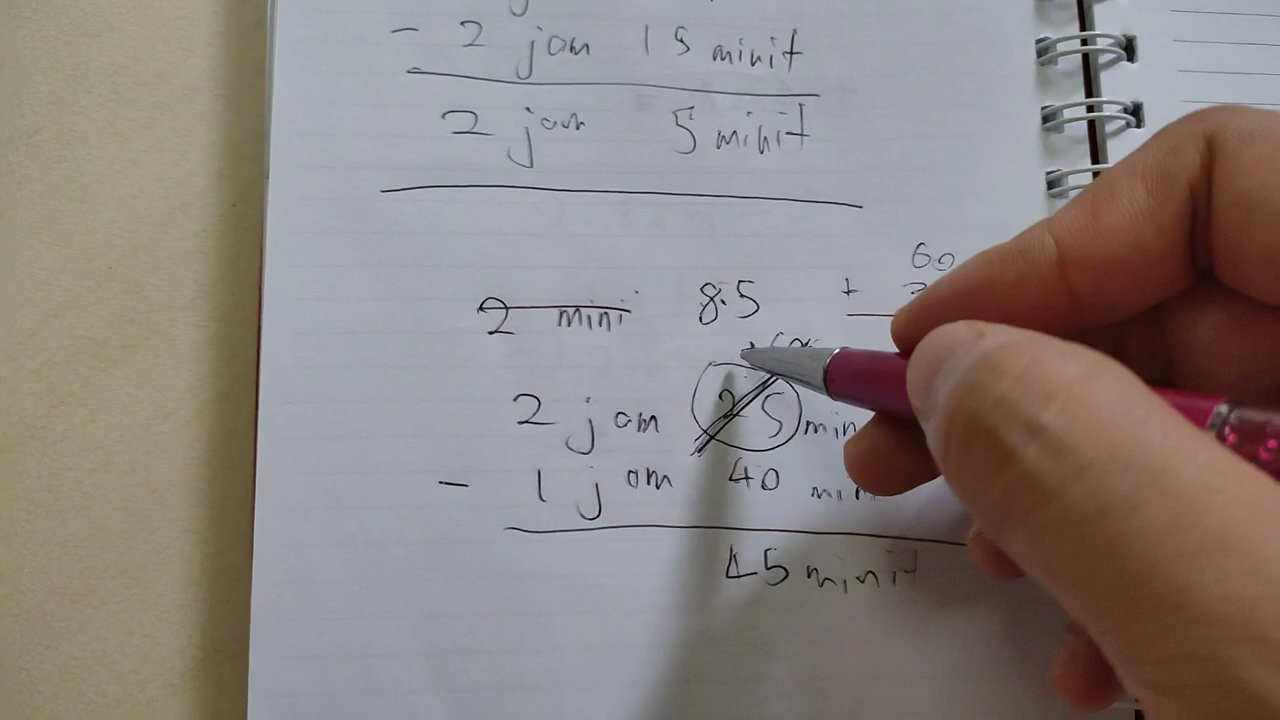 - 2 jam 15 minit
2 jam 5 minit
60
2 mini 85 +
2 jam 25 min
- 1 jam 40 min
45 minit